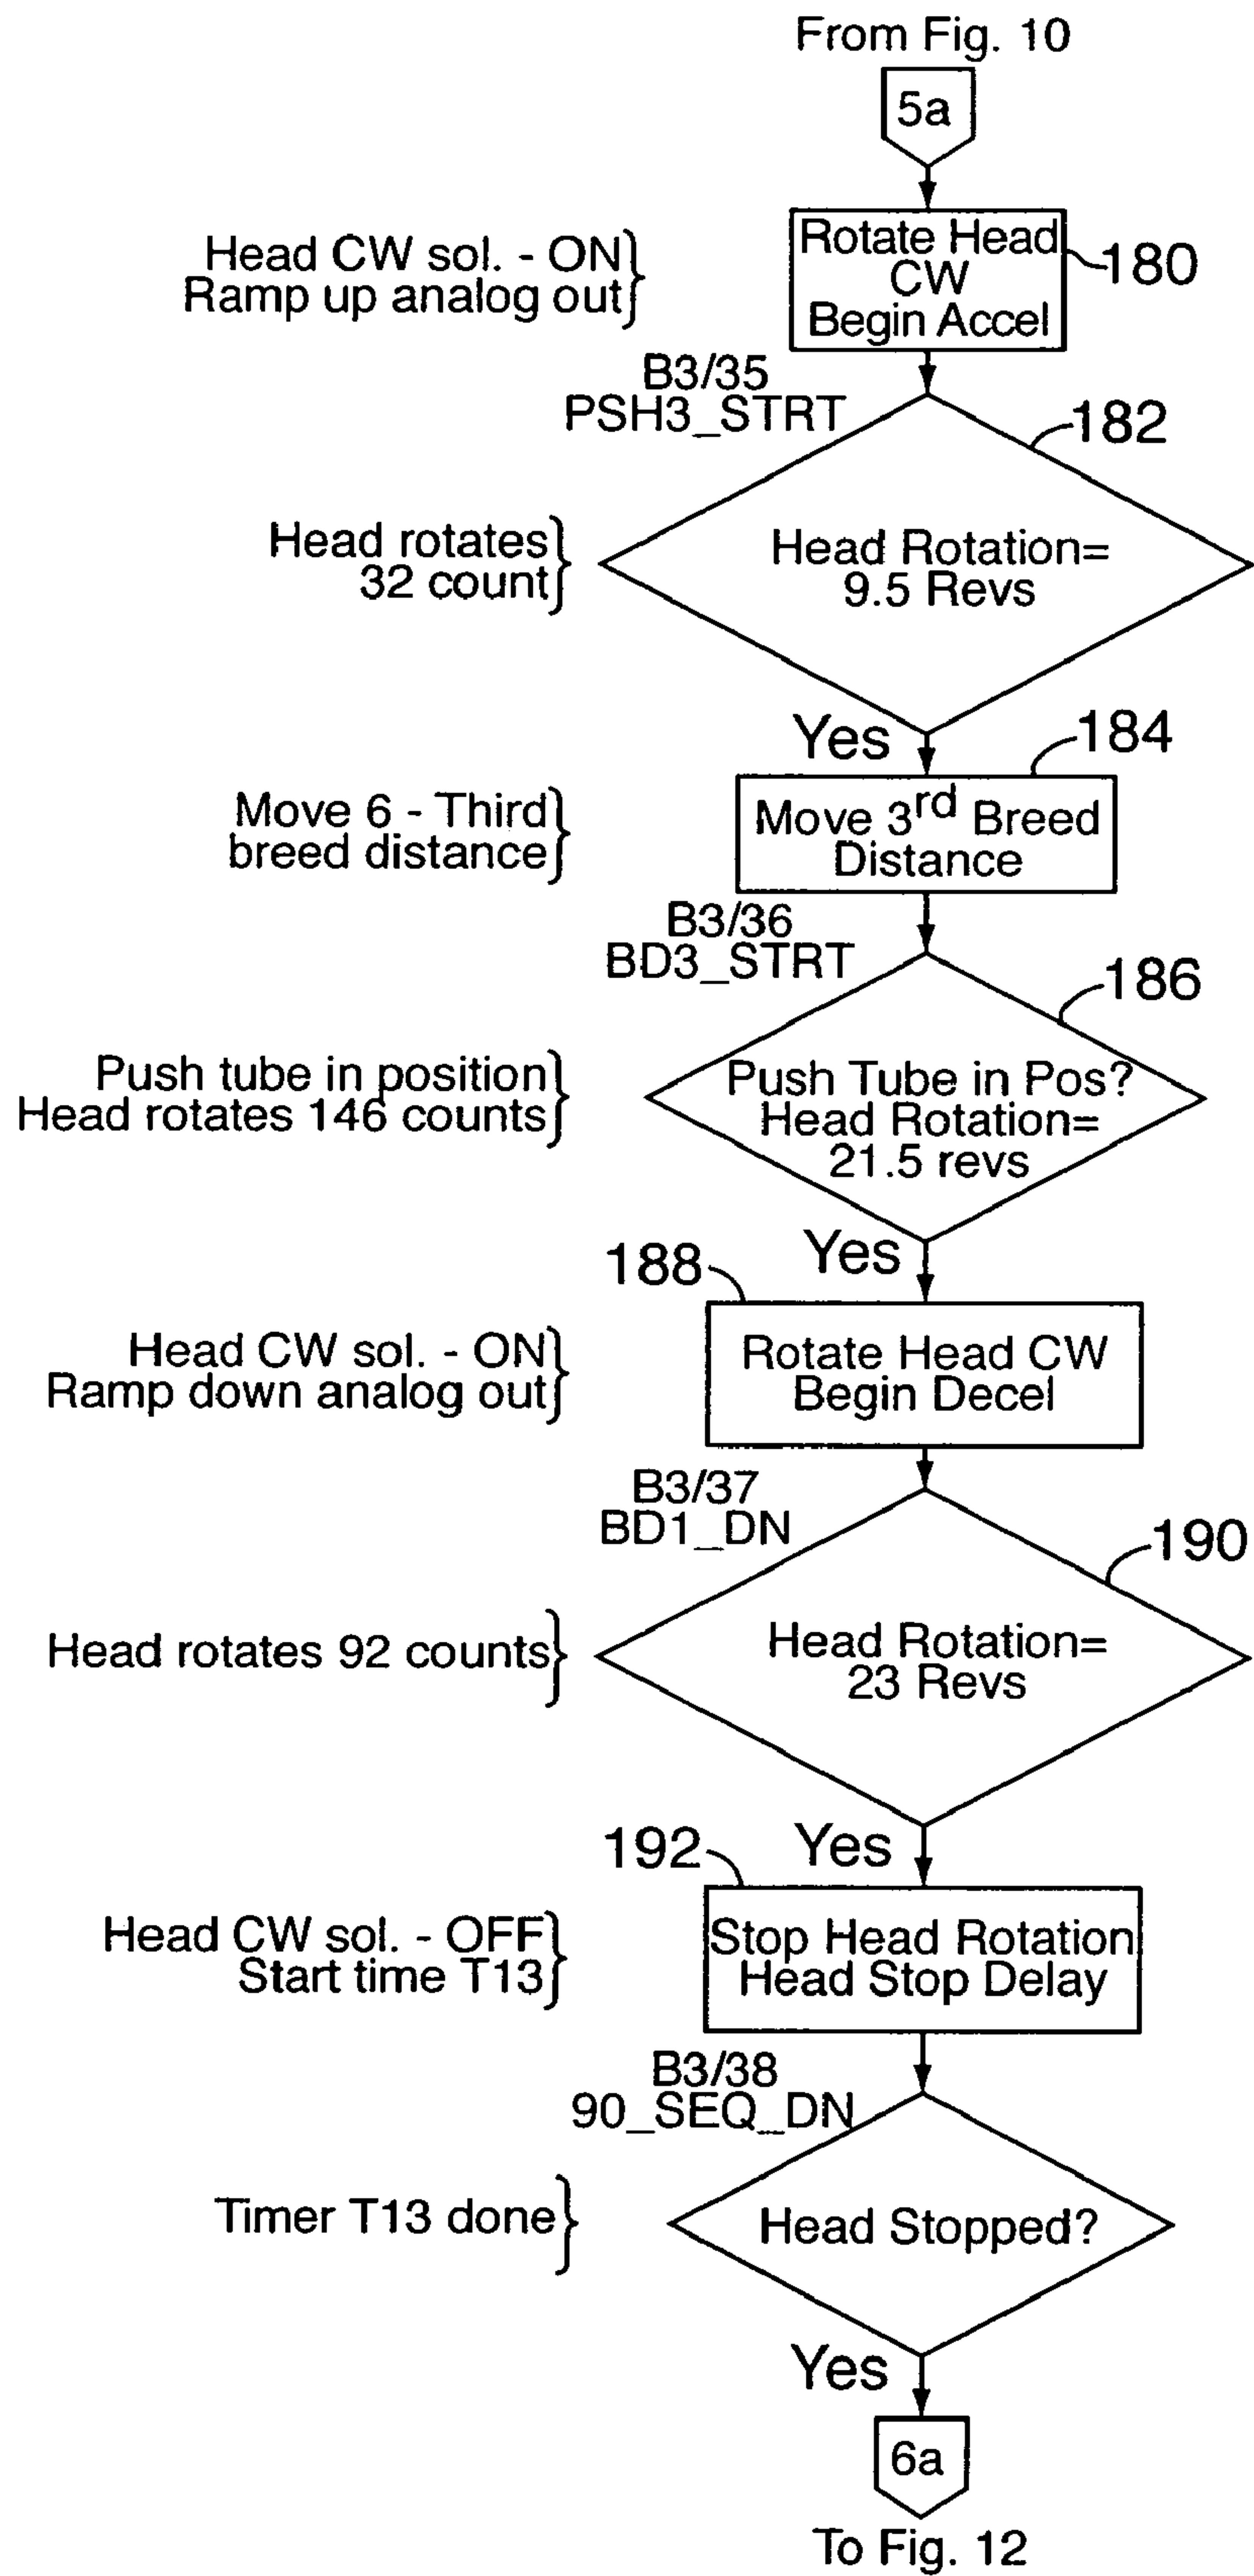 From Fig. 10
5a
Head CW sol. - ON
Ramp up analog out
Rotate Head
CW
Begin Accel
180
B3/35
PSH3_STRT
182
Head rotates
32 count
Head Rotation=
9.5 Revs
Yes
184
Move 6 - Third
breed distance
Move 3rd Breed
Distance
B3/36
BD3_STRT
186
Push tube in position
Head rotates 146 counts
Push Tube in Pos?
Head Rotation=
21.5 revs
Yes
188
Head CW sol. - ON
Ramp down analog out
Rotate Head CW
Begin Decel
B3/37
BD1_DN
190
Head rotates 92 counts
Head Rotation=
23 Revs
Yes
192
Head CW sol. - OFF
Start time T13
Stop Head Rotation
Head Stop Delay
B3/38
90_SEQ_DN
Timer T13 done
Head Stopped?
Yes
6a
To Fig. 12